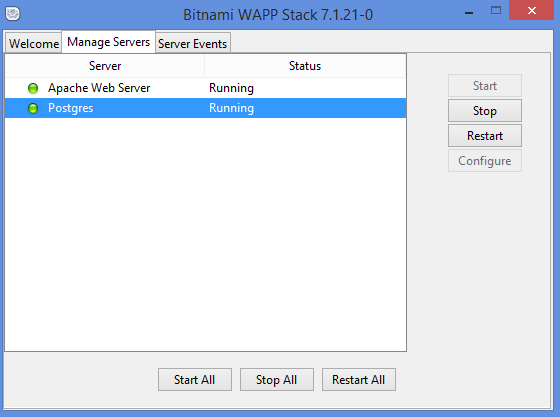 Bitnami WAPP Stack 7.1.21-0
Welcome Manage Servers Server Events
Server Status
Apache Web Server Running
Postgres Running
Start
Stop
Restart
Configure
Start All Stop All Restart All